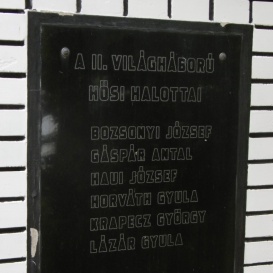 A II. VILÁGHÁBORÚ
HŐSI HALOTTAI
BOZSONYI JÓZSEF
GÁSPÁR ANTAL
HAUI JÓZSEF
HORVÁTH GYULA
KRAPECZ GYÖRGY
LÁZÁR GYULA